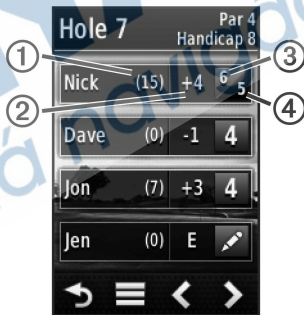 Hole 7
Par 4
Handicap 8
① ③
Nick (15) +4 6 5
② ④
Dave (0) -1 4
Jon (7) +3 4
Jen (0) E